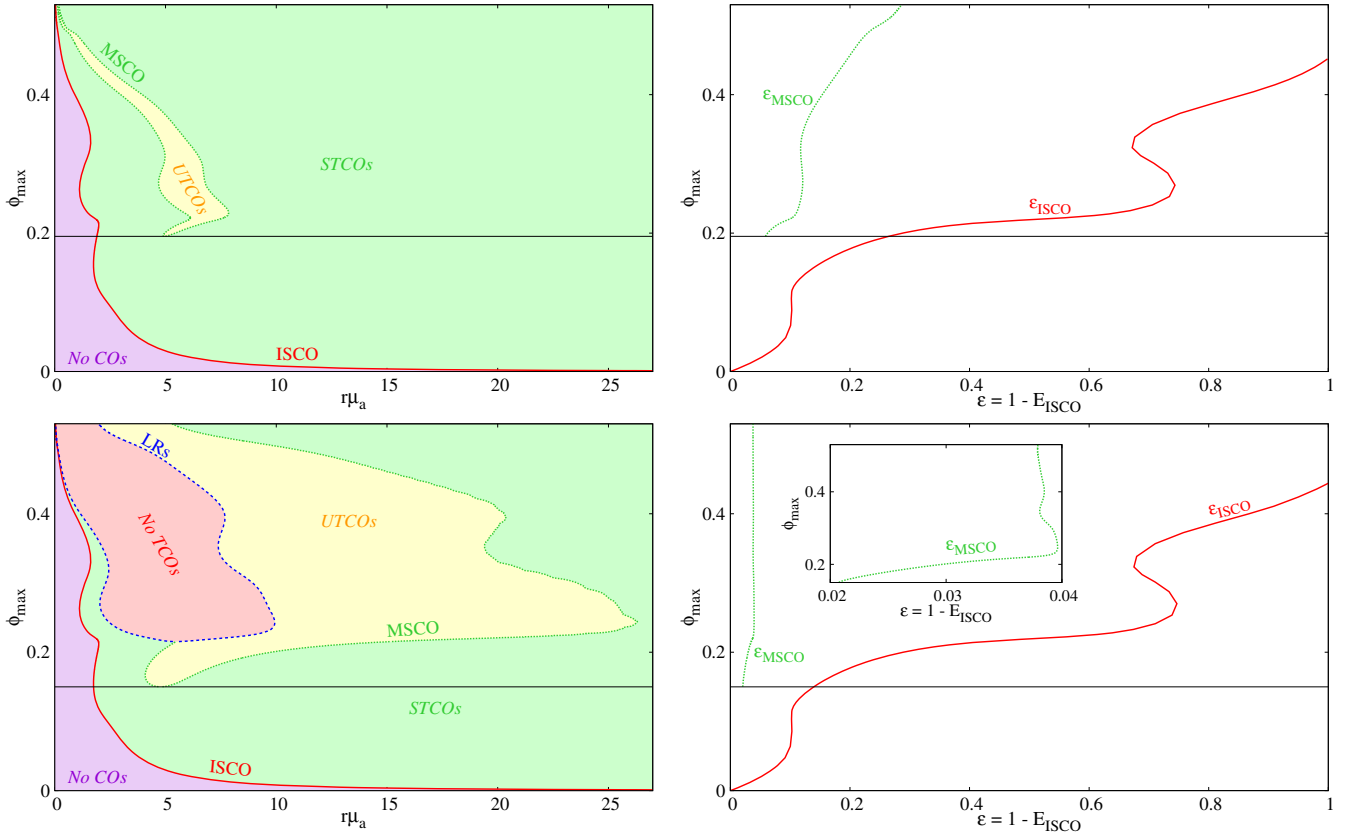 ϕmax
0
0.2
0.4
MSCO
UTCOs
STCOs
No COs
ISCO
0 5 10 15 20 25
rμa
ϕmax
0
0.2
0.4
εMSCO
εISCO
0 0.2 0.4 0.6 0.8 1
ε = 1 - EISCO
ϕmax
0
0.2
0.4
LRs
No TCOs
UTCOs
MSCO
STCOs
No COs
ISCO
0 5 10 15 20 25
rμa
ϕmax
0
0.2
0.4
εISCO
εMSCO
0 0.2 0.4 0.6 0.8 1
ε = 1 - EISCO
ϕmax
0.2
0.4
εMSCO
0.02 0.03 0.04
ε = 1 - EISCO